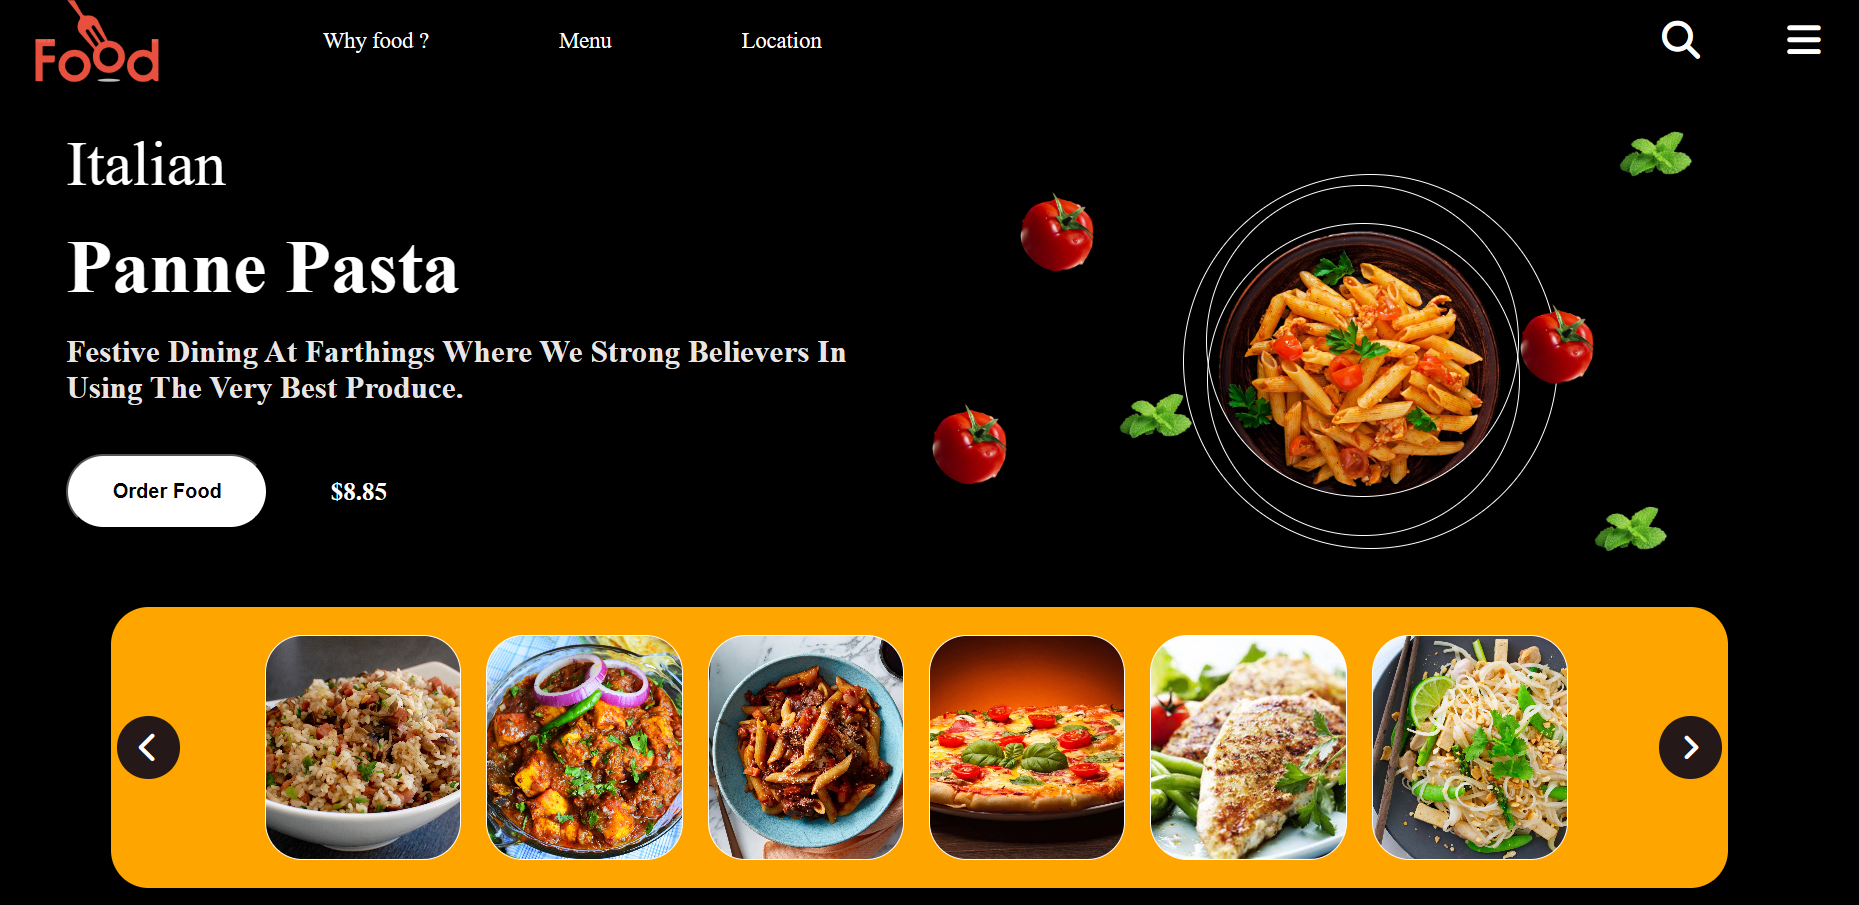 Food
Why food ?
Menu
Location
Italian
Panne Pasta
Festive Dining At Farthings Where We Strong Believers In
Using The Very Best Produce.
Order Food
$8.85